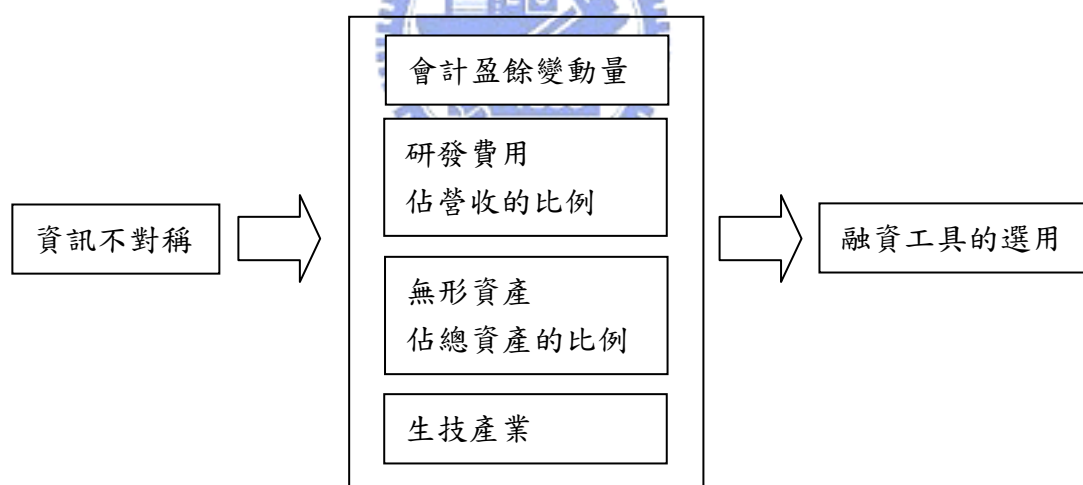 會計盈餘變動量
研發費用
佔營收的比例
資訊不對稱
融資工具的選用
無形資產
佔總資產的比例
生技產業